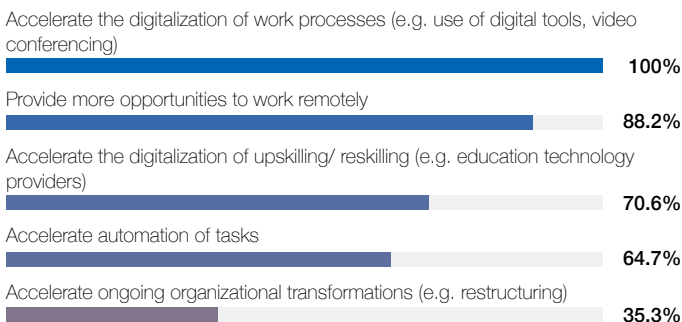 Accelerate the digitalization of work processes (e.g. use of digital tools, video
conferencing)
100%
Provide more opportunities to work remotely
88.2%
Accelerate the digitalization of upskilling/ reskilling (e.g. education technology
providers)
70.6%
Accelerate automation of tasks
64.7%
Accelerate ongoing organizational transformations (e.g. restructuring)
35.3%